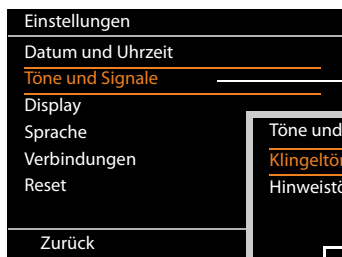 Einstellungen
Datum und Uhrzeit
Töne und Signale
Display
Sprache
Verbindungen
Reset
Zurück
Töne und